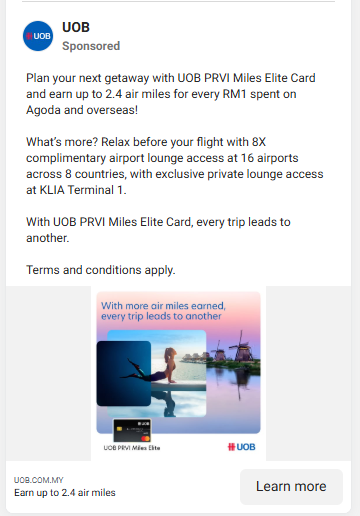 UOB
UOB
Sponsored
Plan your next getaway with UOB PRVI Miles Elite Card
and earn up to 2.4 air miles for every RM1 spent on
Agoda and overseas!
What's more? Relax before your flight with 8X
complimentary airport lounge access at 16 airports
across 8 countries, with exclusive private lounge access
at KLIA Terminal 1.
With UOB PRVI Miles Elite Card, every trip leads to
another.
Terms and conditions apply.
With more air miles earned,
every trip leads to another
UOB
UOB PRVI Miles Elite
UOB
UOB.COM.MY
Earn up to 2.4 air miles
Learn more